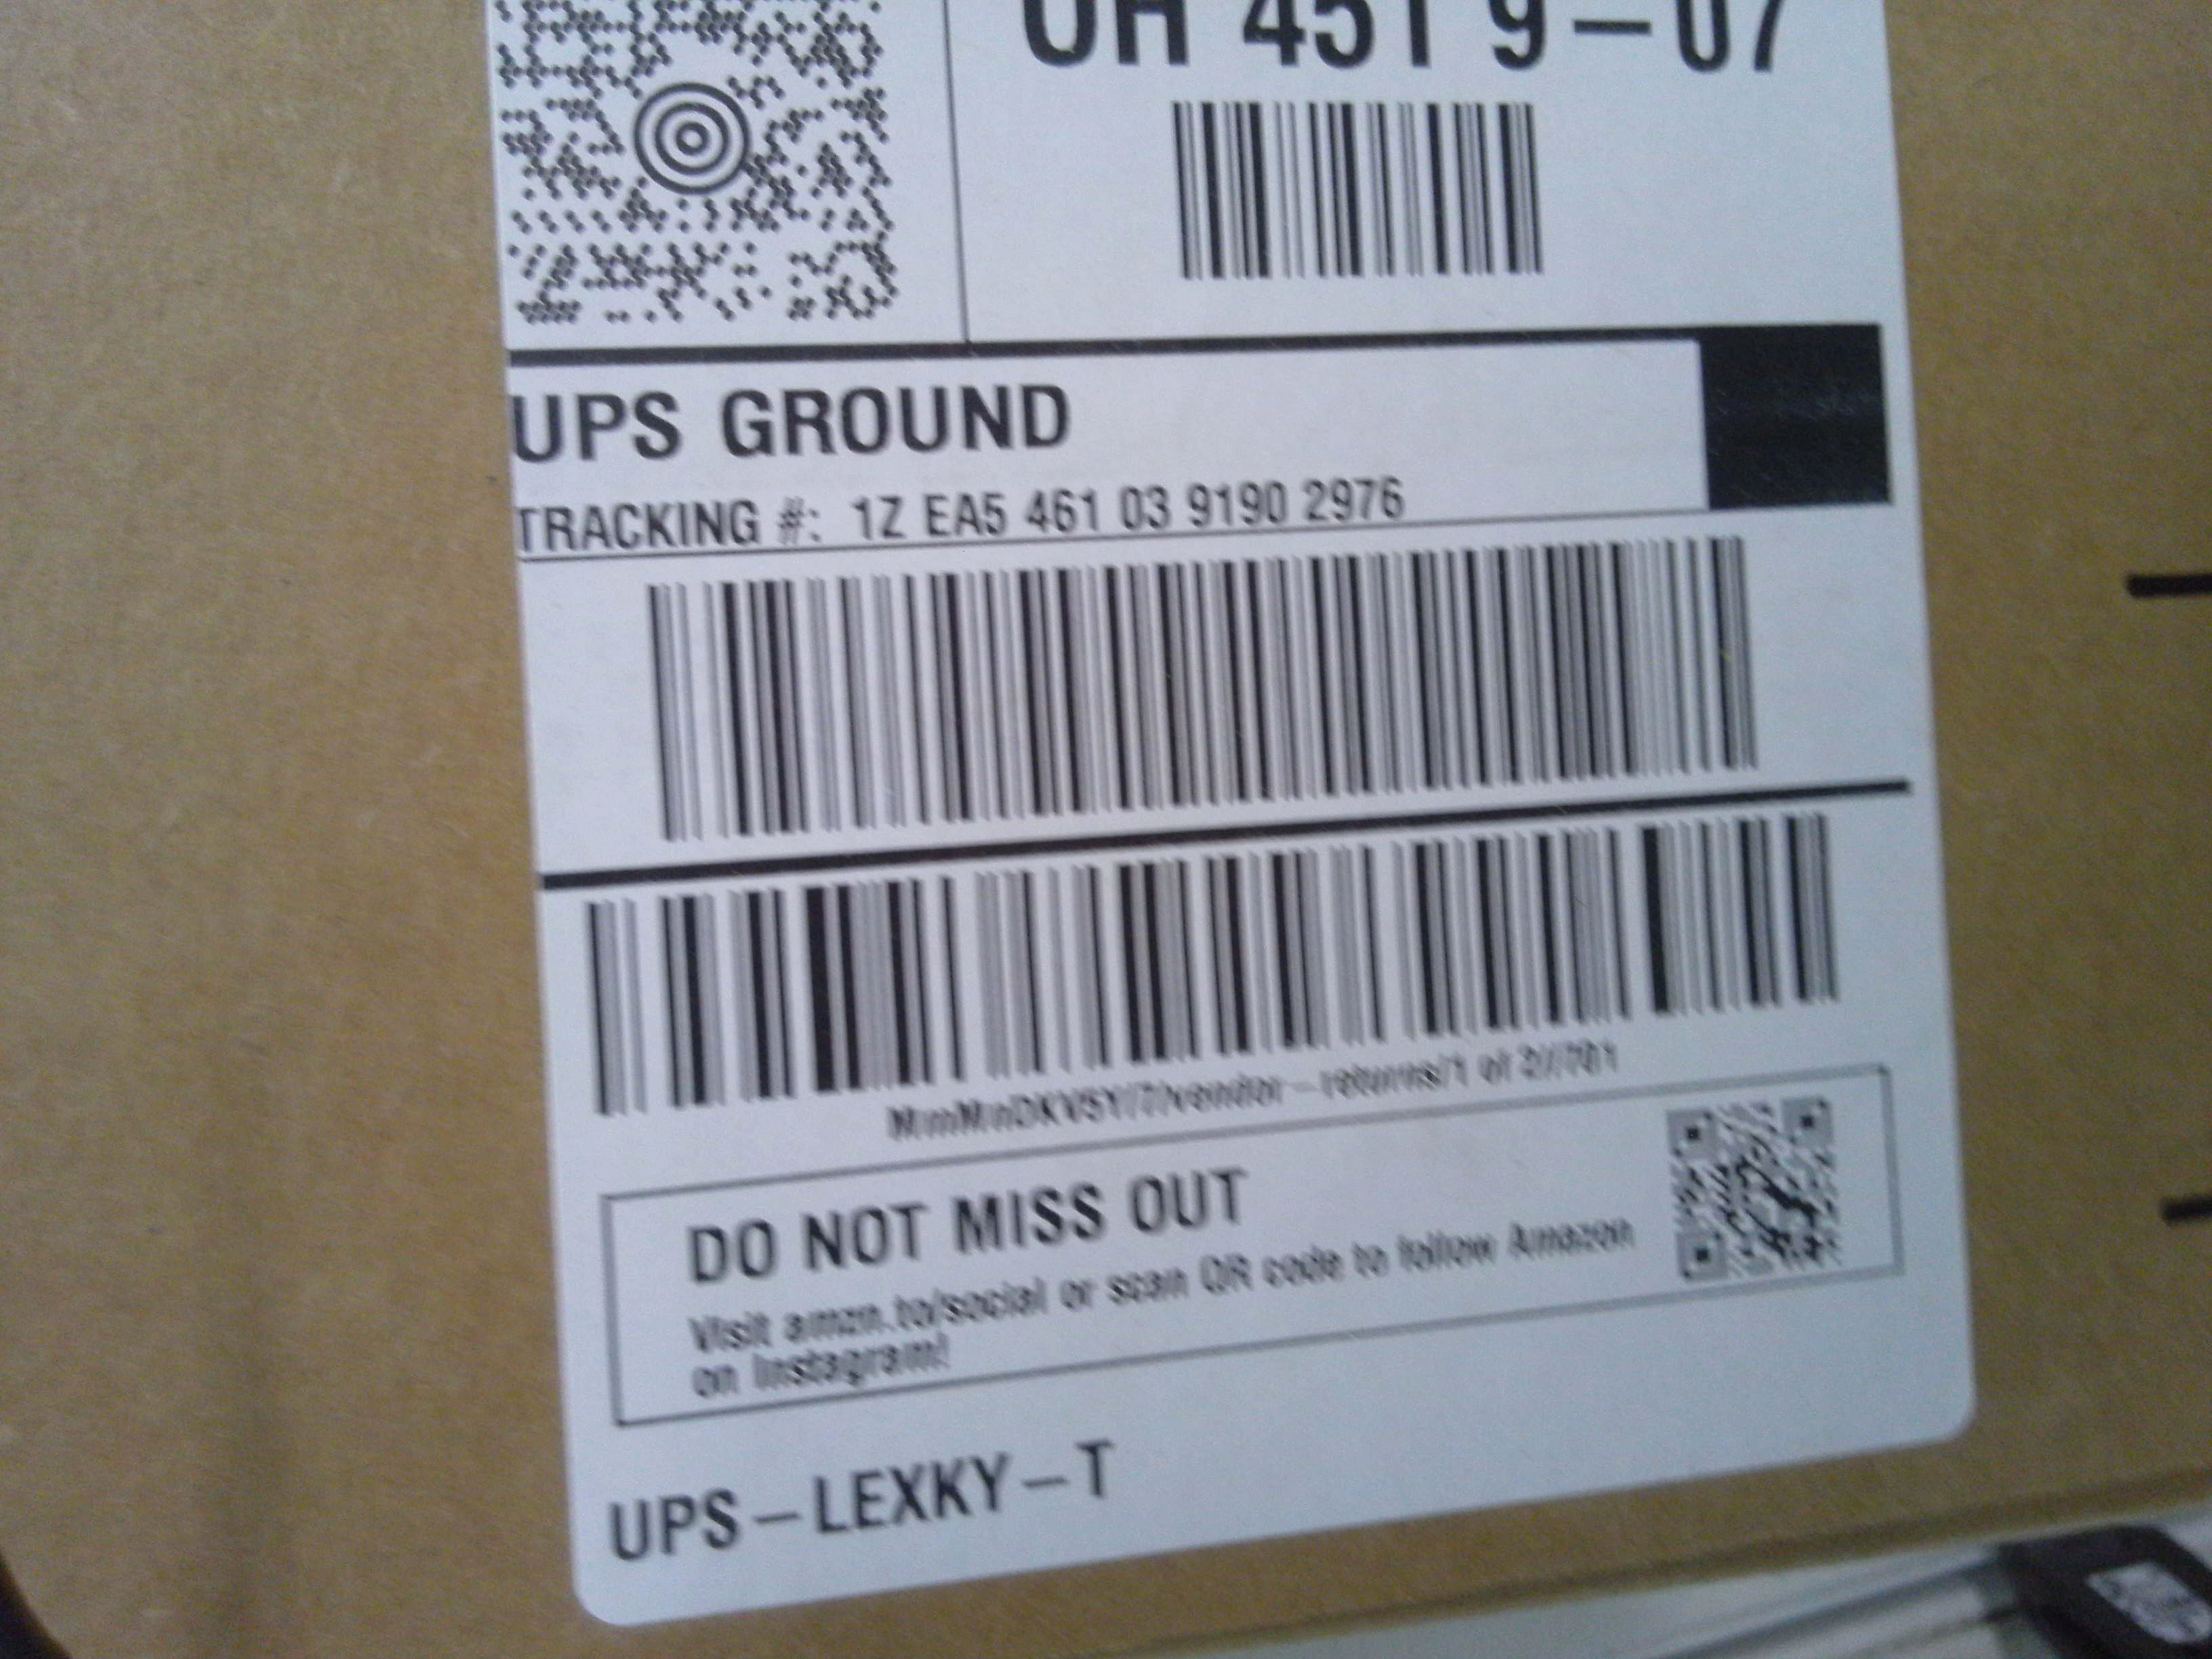 OH 451 9-07
UPS GROUND
TRACKING #: 1Z EA5 461 03 9190 2976
DO NOT MISS OUT
Visit amzn.to/social or scan QR code to follow Amazon
on Instagram!
UPS-LEXKY-T